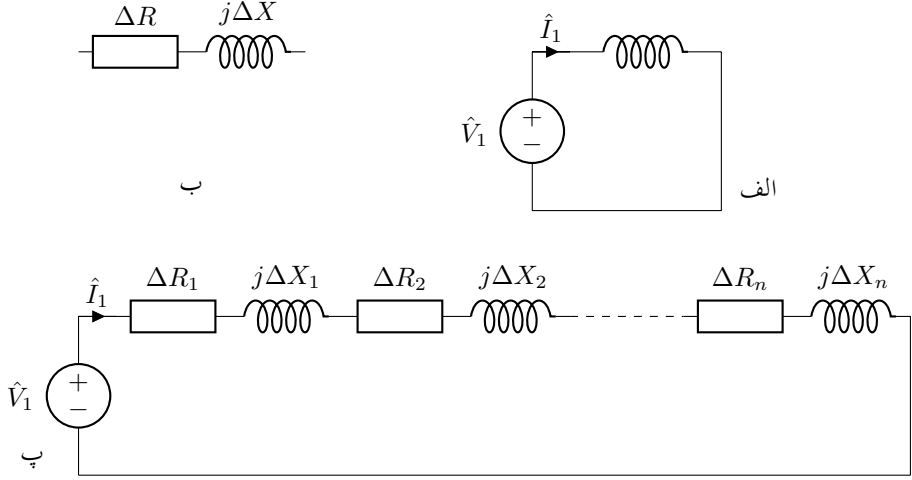 ΔR jΔX
Î₁
V̂₁
+
−
ب
الف
ΔR₁ jΔX₁ ΔR₂ jΔX₂ ΔRₙ jΔXₙ
Î₁
V̂₁
+
−
پ